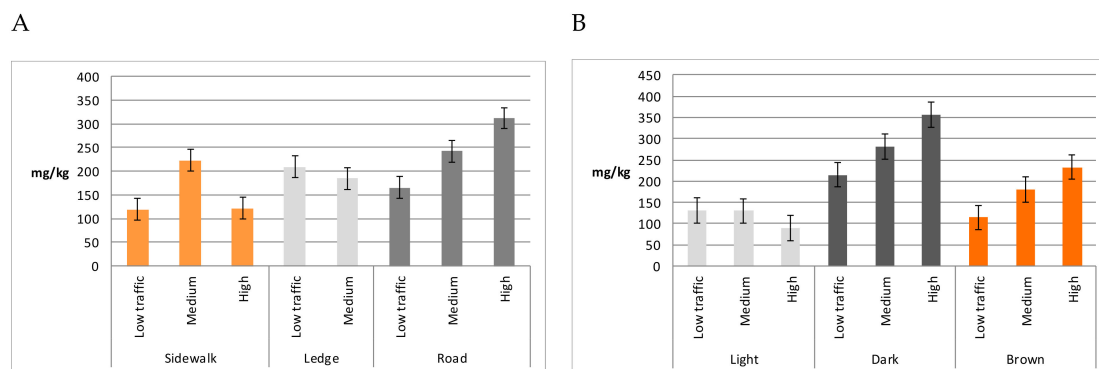 A
B
400
350
300
250
200
150
100
50
0
mg/kg
Low traffic
Medium
High
Low traffic
Medium
Low traffic
Medium
High
Sidewalk
Ledge
Road
450
400
350
300
250
200
150
100
50
0
mg/kg
Low traffic
Medium
High
Low traffic
Medium
High
Low traffic
Medium
High
Light
Dark
Brown